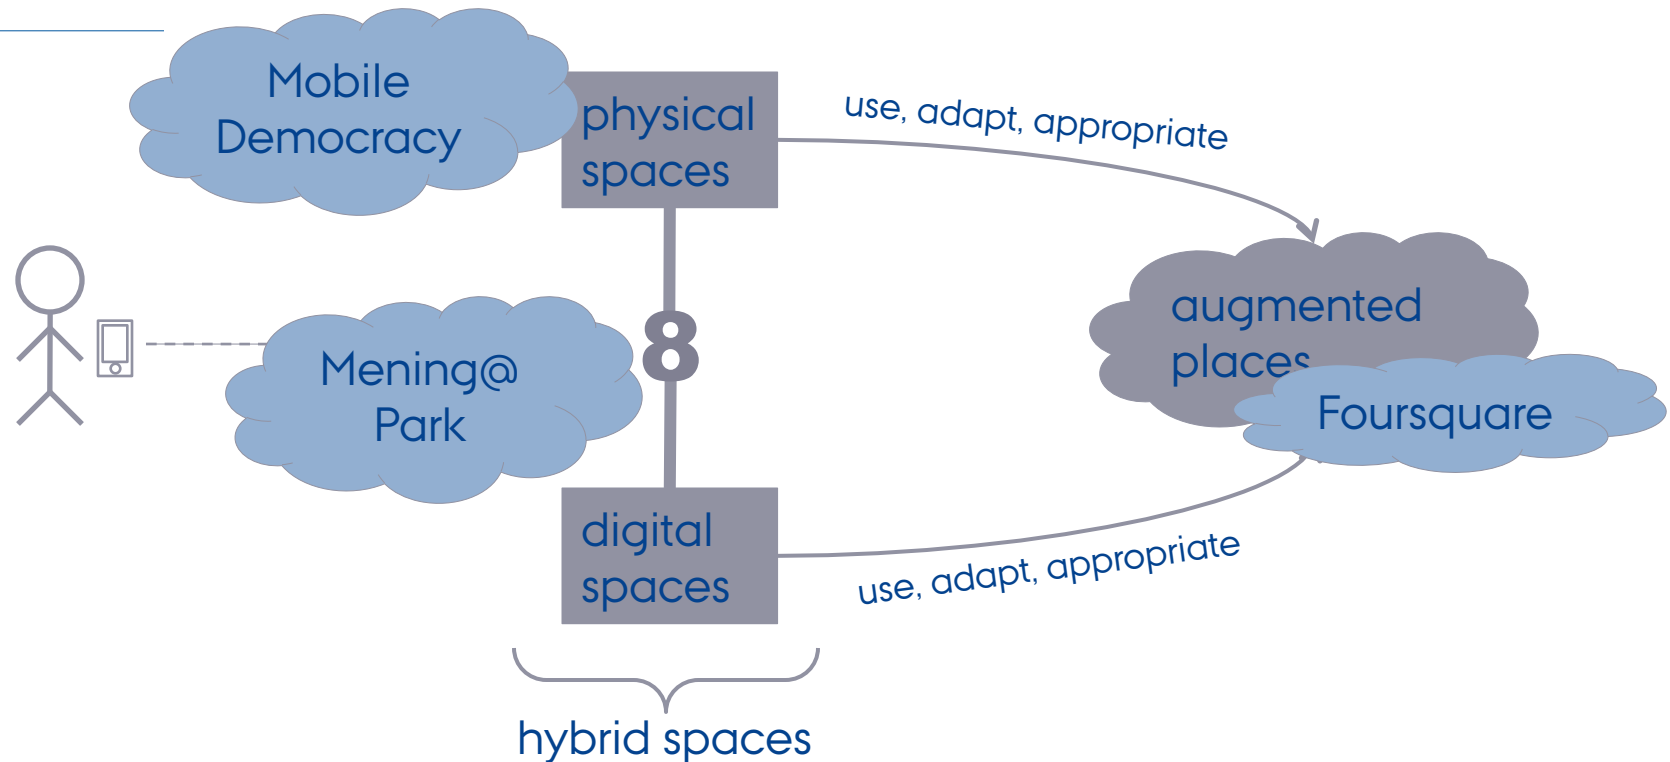 Mobile
Democracy
physical
spaces
use, adapt, appropriate
Mening@
Park
8
augmented
places
Foursquare
digital
spaces
use, adapt, appropriate
hybrid spaces